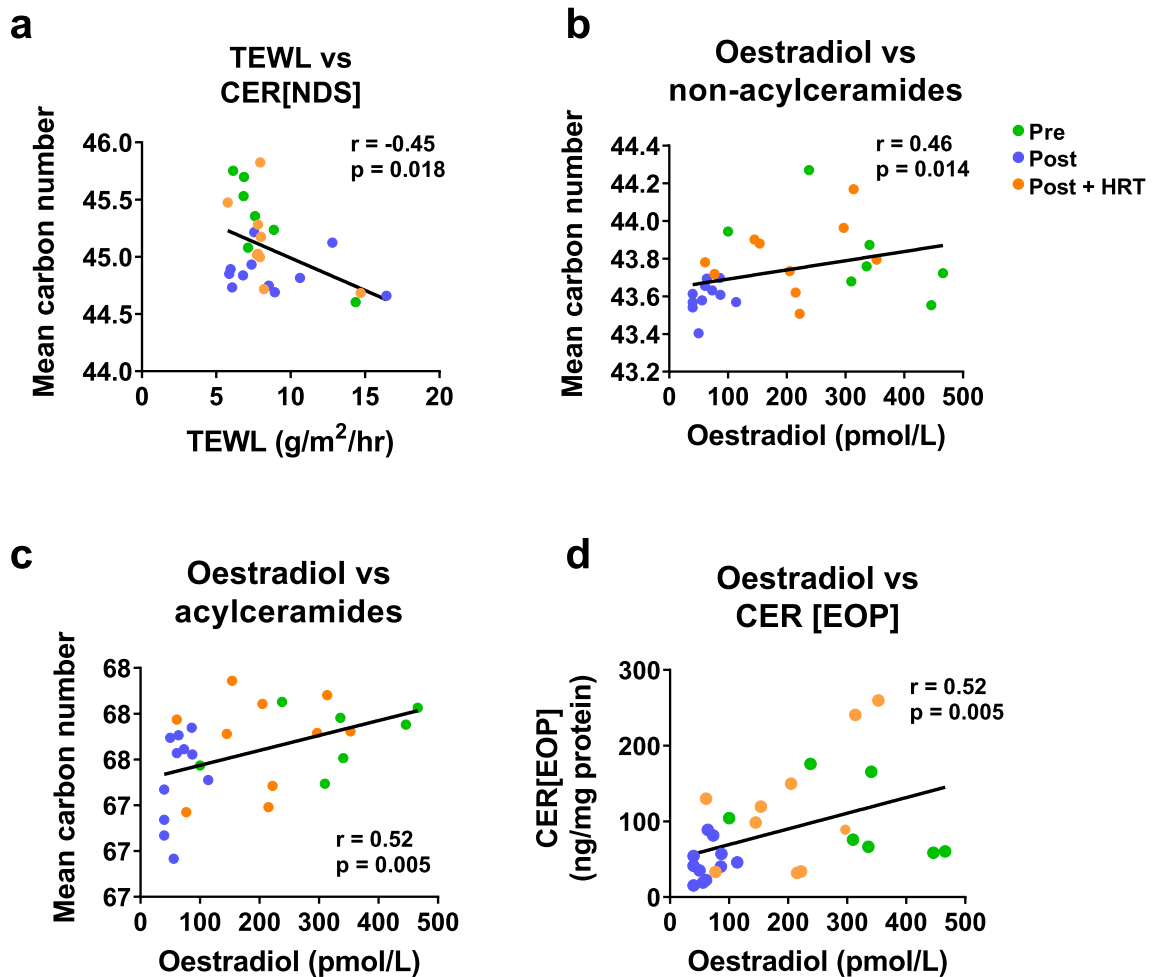 a
TEWL vs
CER[NDS]
r = -0.45
p = 0.018
Mean carbon number
46.0
45.5
45.0
44.5
44.0
0 5 10 15 20
TEWL (g/m²/hr)
b
Oestradiol vs
non-acylceramides
r = 0.46
p = 0.014
Mean carbon number
44.4
44.2
44.0
43.8
43.6
43.4
43.2
0 100 200 300 400 500
Oestradiol (pmol/L)
Pre
Post
Post + HRT
c
Oestradiol vs
acylceramides
Mean carbon number
68
68
68
67
67
67
r = 0.52
p = 0.005
0 100 200 300 400 500
Oestradiol (pmol/L)
d
Oestradiol vs
CER [EOP]
r = 0.52
p = 0.005
CER[EOP]
(ng/mg protein)
300
200
100
0
0 100 200 300 400 500
Oestradiol (pmol/L)